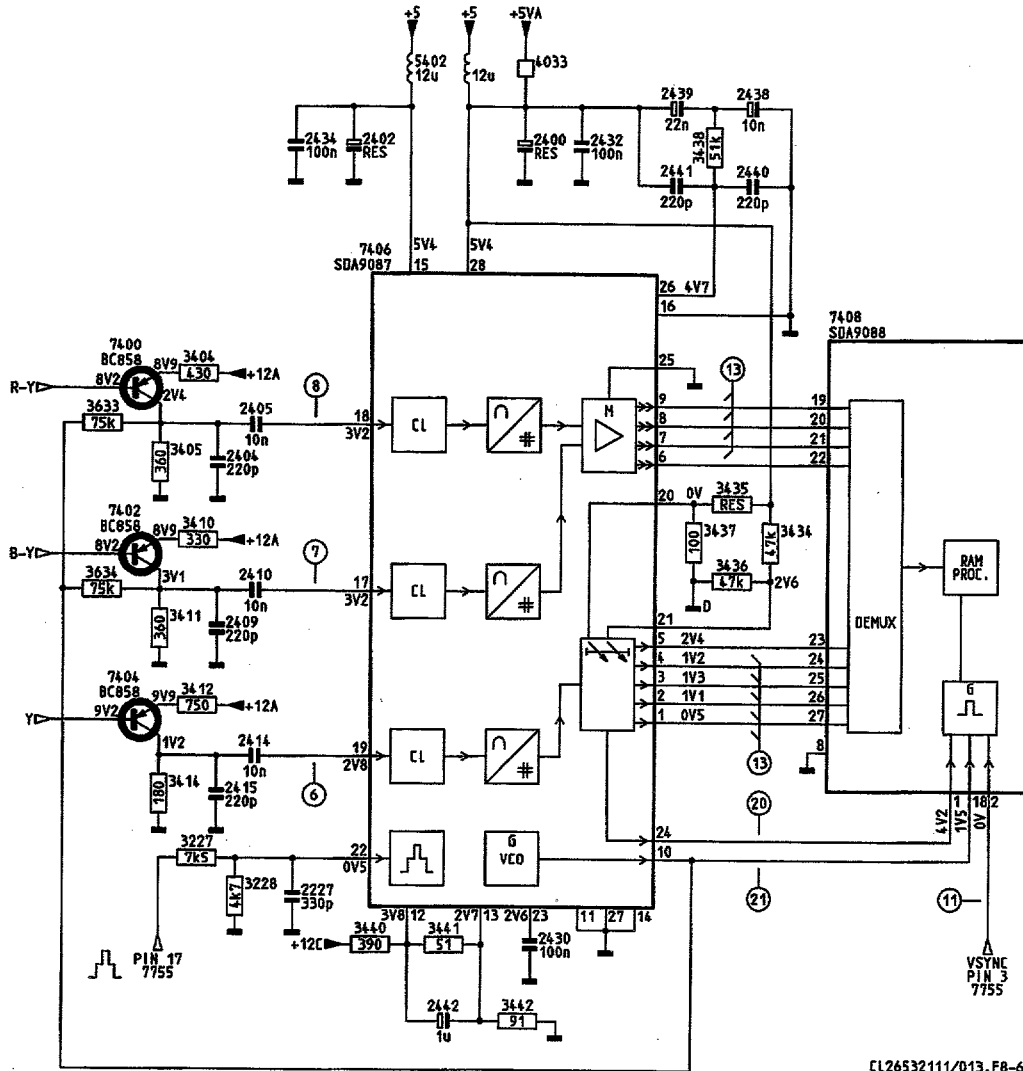 +5
+5
+5VA
5402
12u
12u
4033
2434
100n
2402
RES
2400
RES
2432
100n
2439
22n
2438
10n
3438
51k
2441
220p
2440
220p
7406
SDA9087
5V4
15
5V4
28
26 4V7
16
25
7408
SDA9088
7400
BC858
8V9
3404
430
+12A
R-Y
8V2
2V4
3633
75k
2405
10n
8
18
3V2
CL
∩
#
M
9
8
7
6
13
19
20
21
22
3405
360
2404
220p
7402
BC858
8V9
3410
330
+12A
B-Y
8V2
3V1
3634
75k
2410
10n
7
17
3V2
CL
∩
#
20 0V
3435
RES
3437
100
3434
47k
3436
47k
2V6
D
21
3411
360
2409
220p
5 2V4
4 1V2
3 1V3
2 1V1
1 0V5
13
23
24
25
26
27
8
DEMUX
RAM
PROC.
G
7404
BC858
9V9
3412
750
+12A
Y
9V2
1V2
2414
10n
6
19
2V8
CL
∩
#
3414
180
2415
220p
20
24
10
21
4V2
1
1V5
18
0V
2
11
3227
7k5
22
0V5
3228
4k7
2227
330p
G
VCO
3V8 12
2V7 13
2V6 23
11
27
14
+12C
3440
390
3441
51
2430
100n
2442
1u
3442
91
PIN 17
7755
VSYNC
PIN 3
7755
CL26532111/013.F8-6